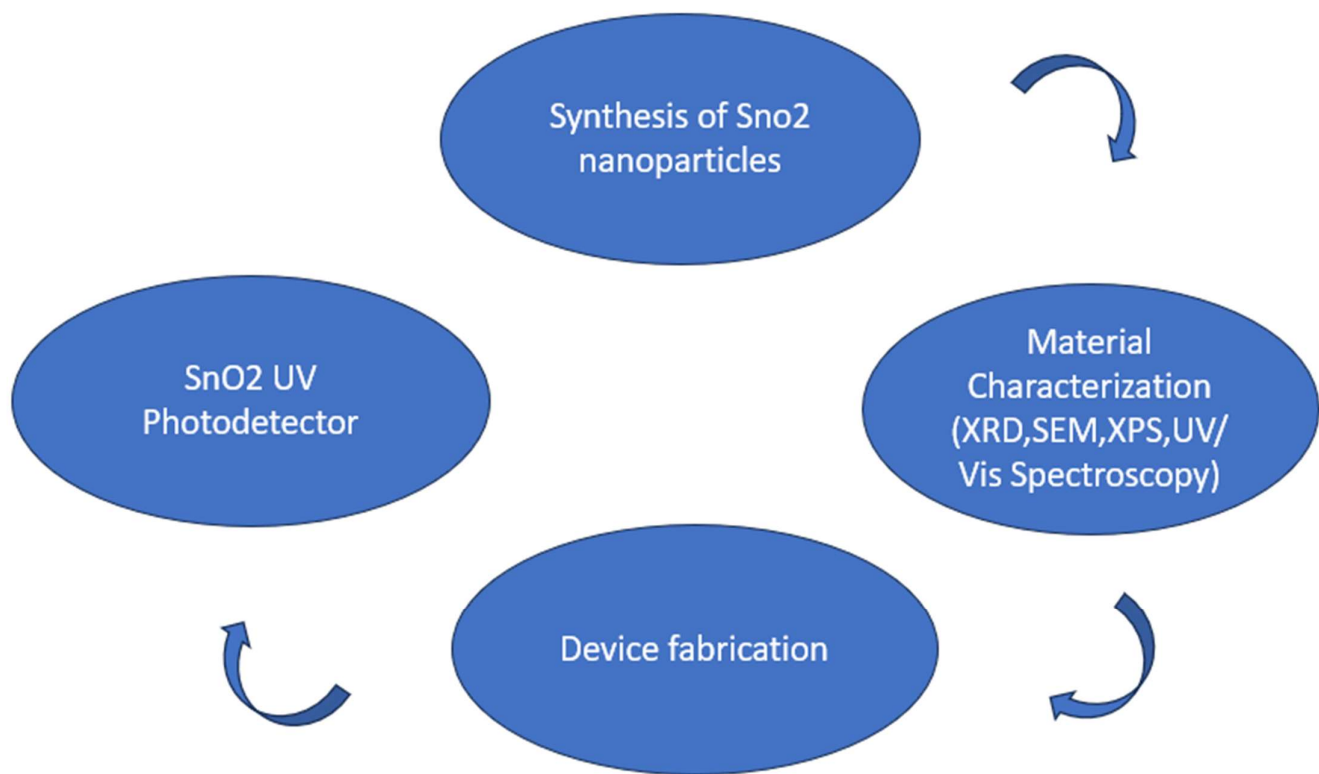 Synthesis of Sno2
nanoparticles
Material
Characterization
(XRD,SEM,XPS,UV/
Vis Spectroscopy)
Device fabrication
SnO2 UV
Photodetector